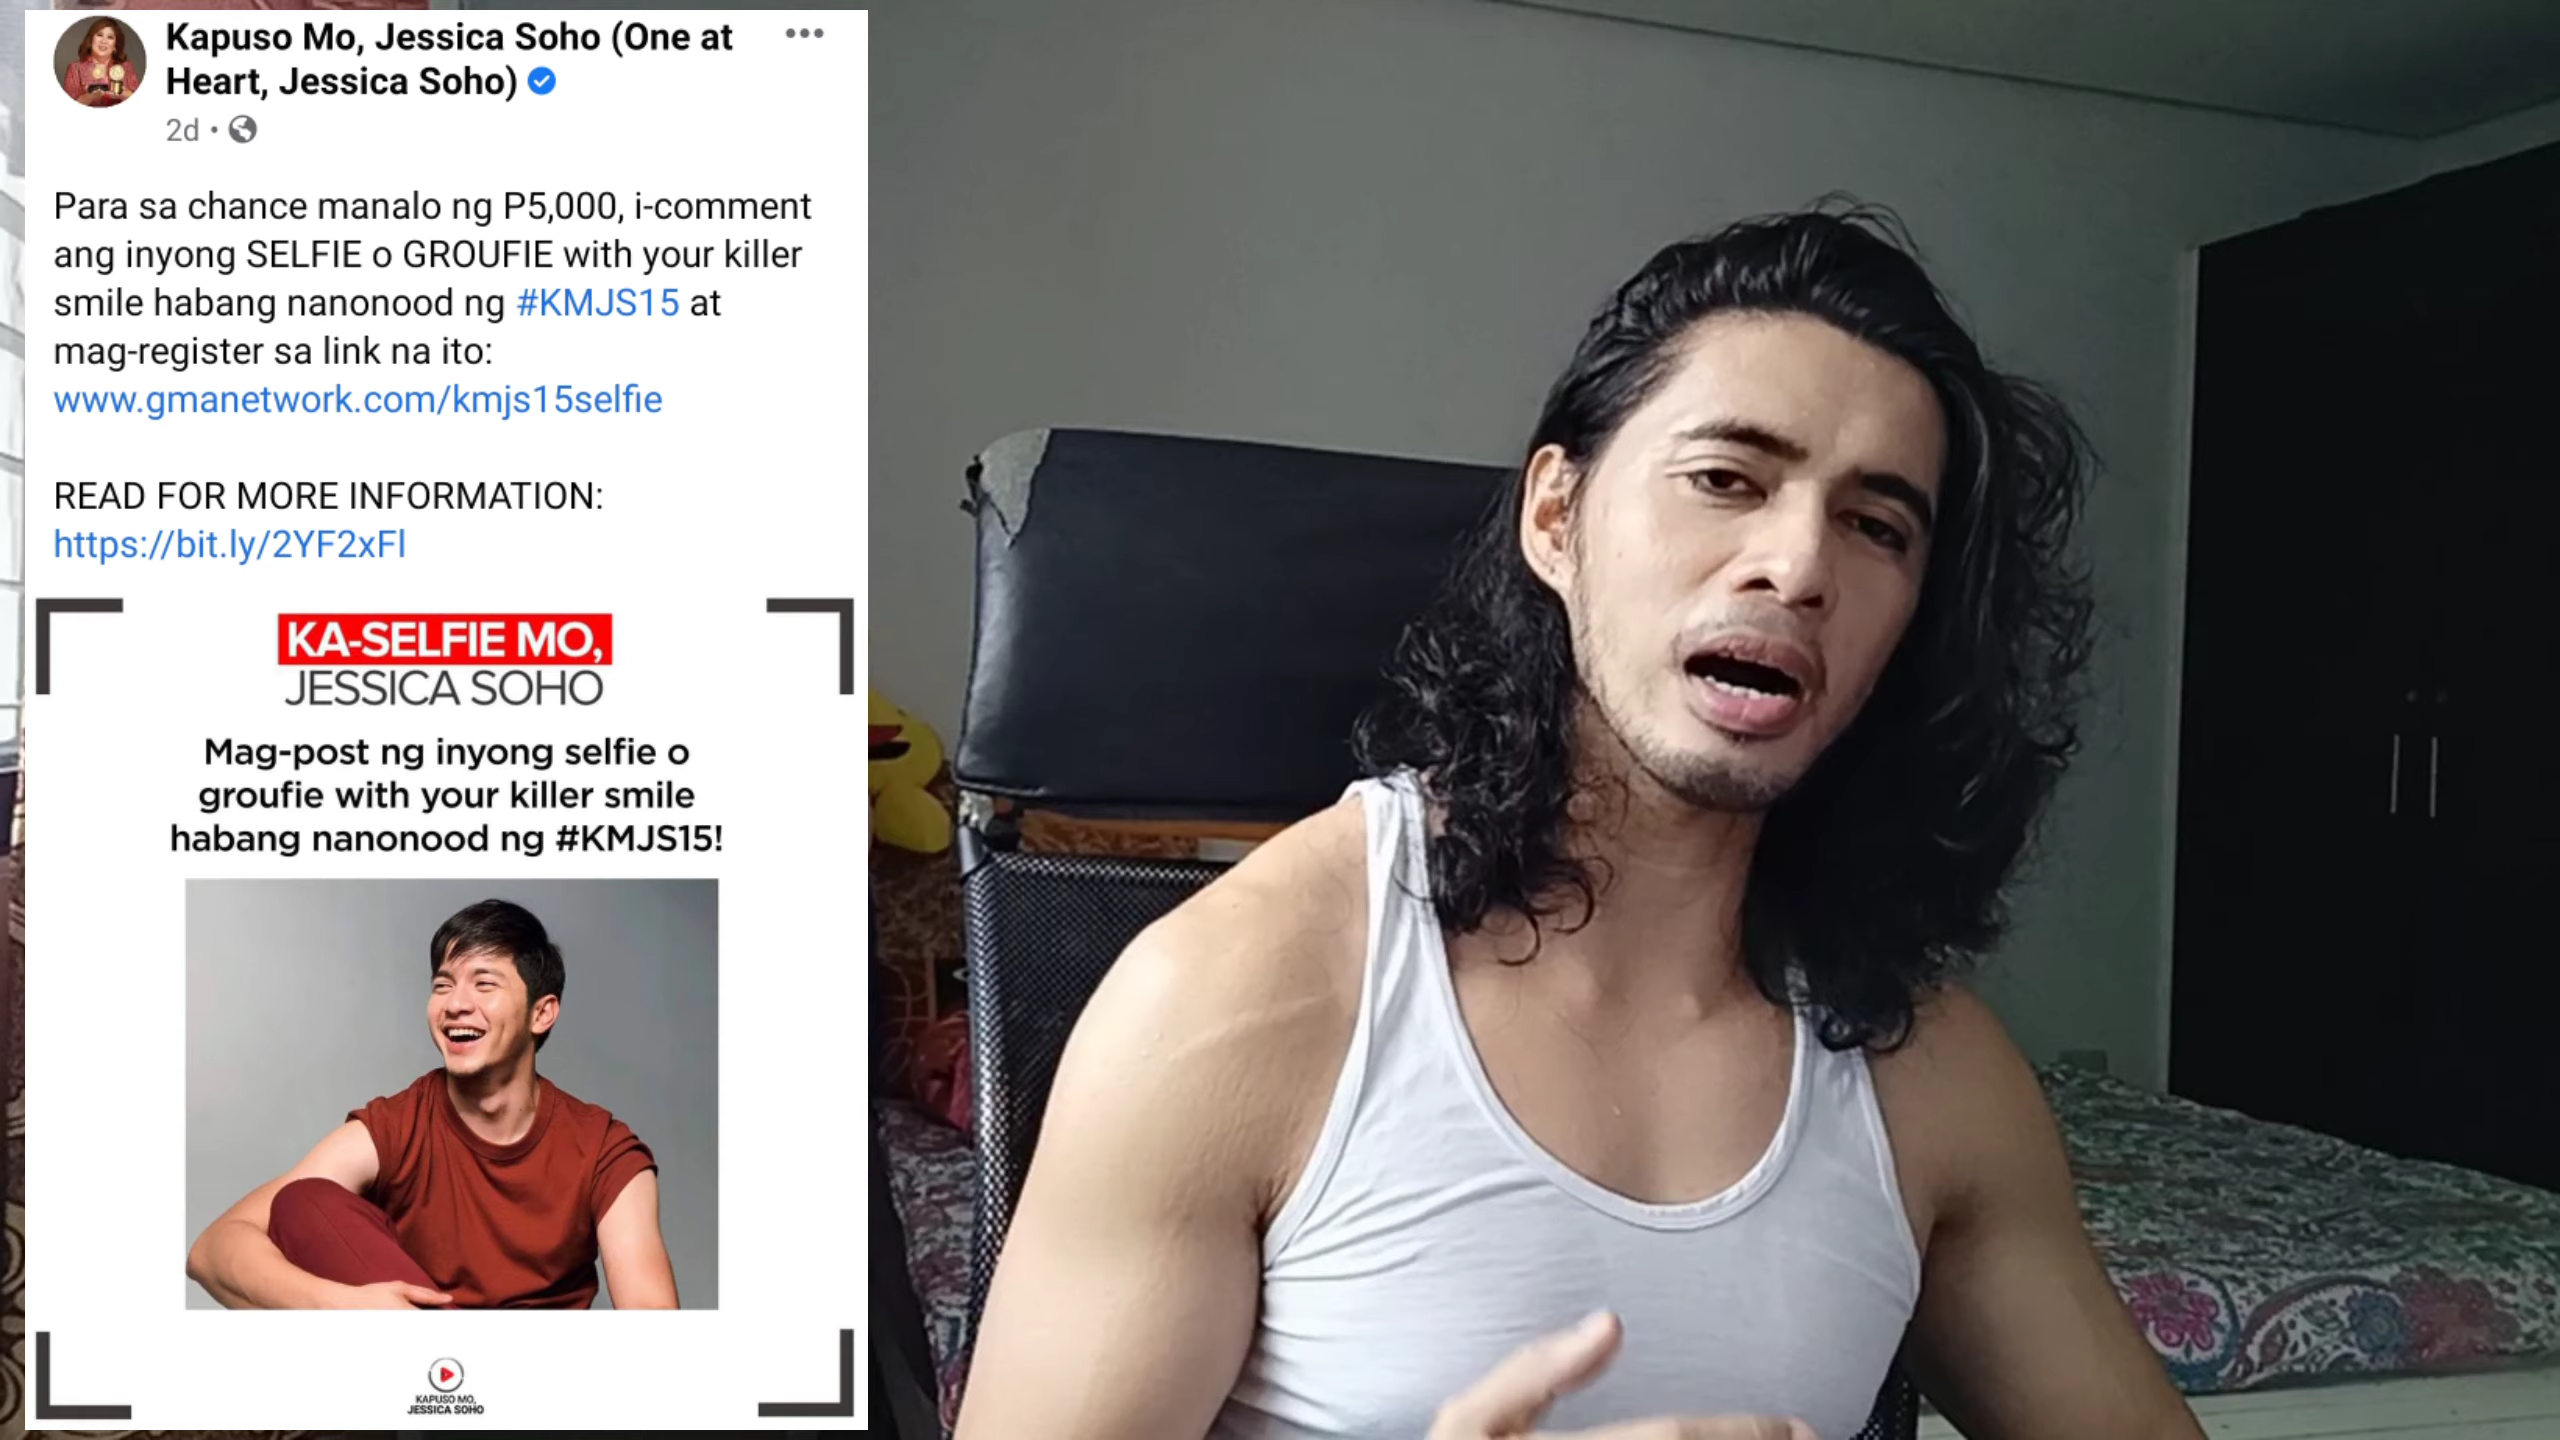 Kapuso Mo, Jessica Soho (One at
Heart, Jessica Soho)
2d •
Para sa chance manalo ng P5,000, i-comment
ang inyong SELFIE o GROUFIE with your killer
smile habang nanonood ng #KMJS15 at
mag-register sa link na ito:
www.gmanetwork.com/kmjs15selfie
READ FOR MORE INFORMATION:
https://bit.ly/2YF2xFl
KA-SELFIE MO,
JESSICA SOHO
Mag-post ng inyong selfie o
groufie with your killer smile
habang nanonood ng #KMJS15!
KAPUSO MO,
JESSICA SOHO